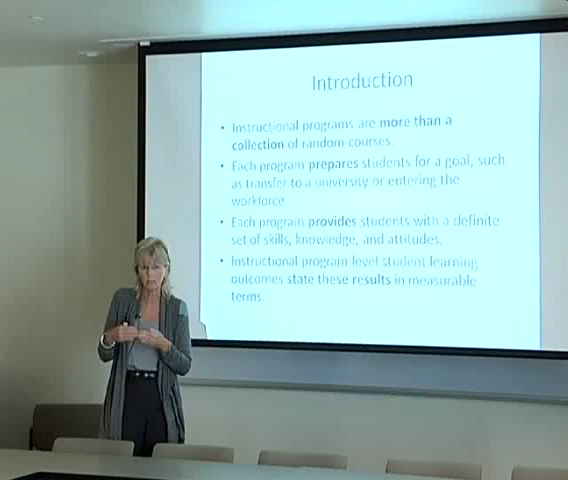 Introduction
• Instructional programs are more than a
collection of random courses.
• Each program prepares students for a goal, such
as transfer to a university or entering the
workforce.
• Each program provides students with a definite
set of skills, knowledge, and attitudes.
• Instructional program level student learning
outcomes state these results in measurable
terms.